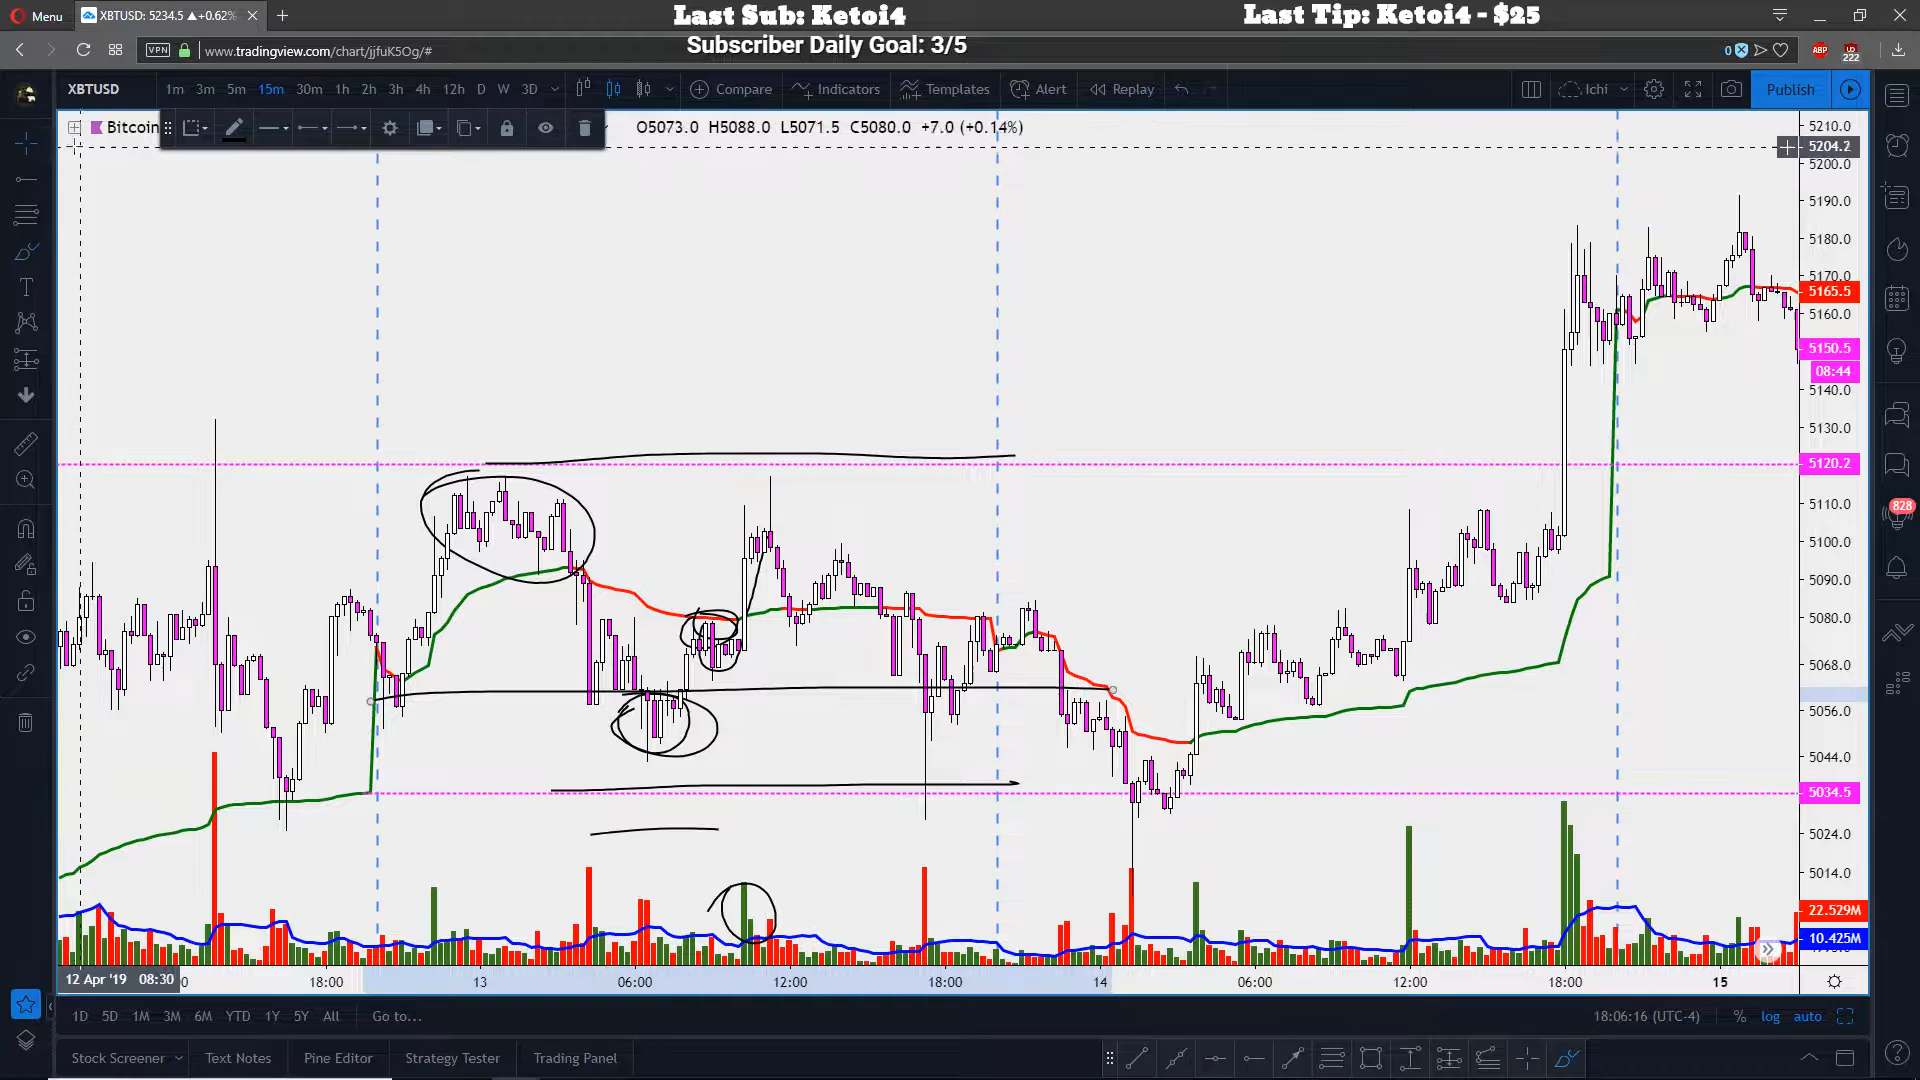 Menu
XBTUSD: 5234.5 ▲+0.62%
Last Sub: Ketoi4
Last Tip: Ketoi4 - $25
Subscriber Daily Goal: 3/5
VPN
www.tradingview.com/chart/jjfuK5Og/#
0
ABP
222
XBTUSD
1m 3m 5m 15m 30m 1h 2h 3h 4h 12h D W 3D
Compare
Indicators
Templates
Alert
Replay
Ichi
Publish
Bitcoin
O5073.0 H5088.0 L5071.5 C5080.0 +7.0 (+0.14%)
5210.0
5204.2
5200.0
5190.0
5180.0
5170.0
5165.5
5160.0
5150.5
08:44
5140.0
5130.0
5120.2
5110.0
5100.0
5090.0
5080.0
5068.0
5056.0
5044.0
5034.5
5024.0
5014.0
22.529M
10.425M
828
12 Apr '19 08:30
18:00 13 06:00 12:00 18:00 14 06:00 12:00 18:00 15
1D 5D 1M 3M 6M YTD 1Y 5Y All Go to...
18:06:16 (UTC-4) % log auto
Stock Screener Text Notes Pine Editor Strategy Tester Trading Panel